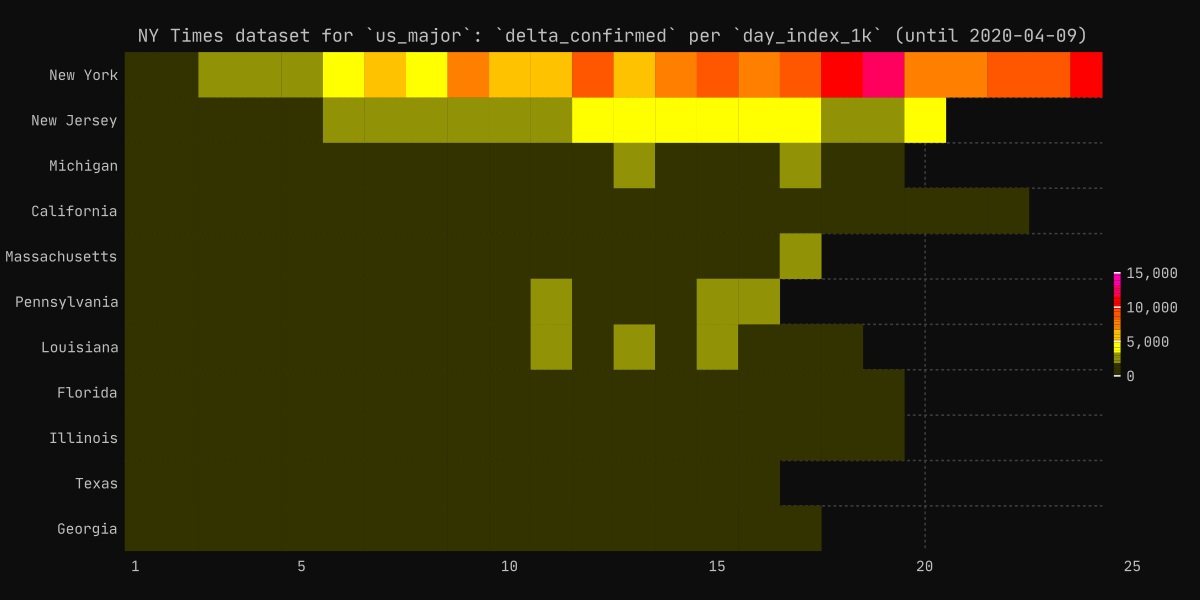 NY Times dataset for `us_major`: `delta_confirmed` per `day_index_1k` (until 2020-04-09)
New York
New Jersey
Michigan
California
Massachusetts
Pennsylvania
Louisiana
Florida
Illinois
Texas
Georgia
15,000
10,000
5,000
0
1 5 10 15 20 25